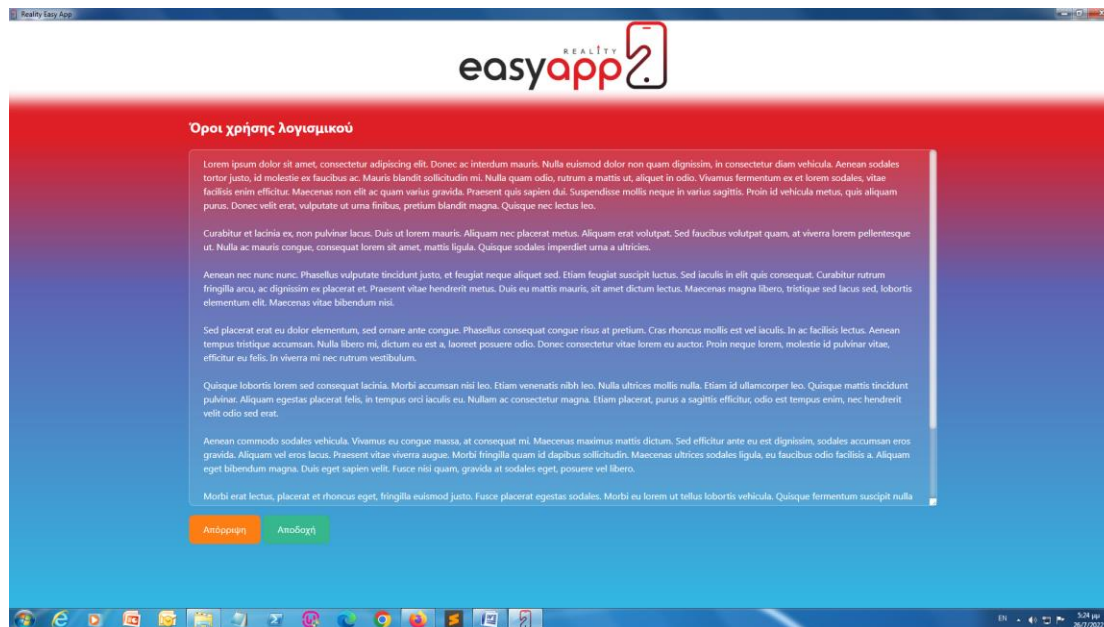 Reality Easy App
REALITY
easyapp
Όροι χρήσης λογισμικού
Lorem ipsum dolor sit amet, consectetur adipiscing elit. Donec ac interdum mauris. Nulla euismod dolor non quam dignissim, in consectetur diam vehicula. Aenean sodales
tortor justo, id molestie ex faucibus ac. Mauris blandit sollicitudin mi. Nulla quam odio, rutrum a mattis ut, aliquet in odio. Vivamus fermentum ex et lorem sodales, vitae
facilisis enim efficitur. Maecenas non elit ac quam varius gravida. Praesent quis sapien dui. Suspendisse mollis neque in varius sagittis. Proin id vehicula metus, quis aliquam
purus. Donec velit erat, vulputate ut urna finibus, pretium blandit magna. Quisque nec lectus leo.
Curabitur et lacinia ex, non pulvinar lacus. Duis ut lorem mauris. Aliquam nec placerat metus. Aliquam erat volutpat. Sed faucibus volutpat quam, at viverra lorem pellentesque
ut. Nulla ac mauris congue, consequat lorem sit amet, mattis ligula. Quisque sodales imperdiet urna a ultricies.
Aenean nec nunc nunc. Phasellus vulputate tincidunt justo, et feugiat neque aliquet sed. Etiam feugiat suscipit luctus. Sed iaculis in elit quis consequat. Curabitur rutrum
fringilla arcu, ac dignissim ex placerat et. Praesent vitae hendrerit metus. Duis eu mattis mauris, sit amet dictum lectus. Maecenas magna libero, tristique sed lacus sed, lobortis
elementum elit. Maecenas vitae bibendum nisi.
Sed placerat erat eu dolor elementum, sed ornare ante congue. Phasellus consequat congue risus at pretium. Cras rhoncus mollis est vel iaculis. In ac facilisis lectus. Aenean
tempus tristique accumsan. Nulla libero mi, dictum eu est a, laoreet posuere odio. Donec consectetur vitae lorem eu auctor. Proin neque lorem, molestie id pulvinar vitae,
efficitur eu felis. In viverra mi nec rutrum vestibulum.
Quisque lobortis lorem sed consequat lacinia. Morbi accumsan nisi leo. Etiam venenatis nibh leo. Nulla ultrices mollis nulla. Etiam id ullamcorper leo. Quisque mattis tincidunt
pulvinar. Aliquam egestas placerat felis, in tempus orci iaculis eu. Nullam ac consectetur magna. Etiam placerat, purus a sagittis efficitur, odio est tempus enim, nec hendrerit
velit odio sed erat.
Aenean commodo sodales vehicula. Vivamus eu congue massa, at consequat mi. Maecenas maximus mattis dictum. Sed efficitur ante eu est dignissim, sodales accumsan eros
gravida. Aliquam vel eros lacus. Praesent vitae viverra augue. Morbi fringilla quam id dapibus sollicitudin. Maecenas ultrices sodales ligula, eu faucibus odio facilisis a. Aliquam
eget bibendum magna. Duis eget sapien velit. Fusce nisi quam, gravida at sodales eget, posuere vel libero.
Morbi erat lectus, placerat et rhoncus eget, fringilla euismod justo. Fusce placerat egestas sodales. Morbi eu lorem ut tellus lobortis vehicula. Quisque fermentum suscipit nulla
Απόρριψη Αποδοχή
EN 5:24 μμ
26/7/2022